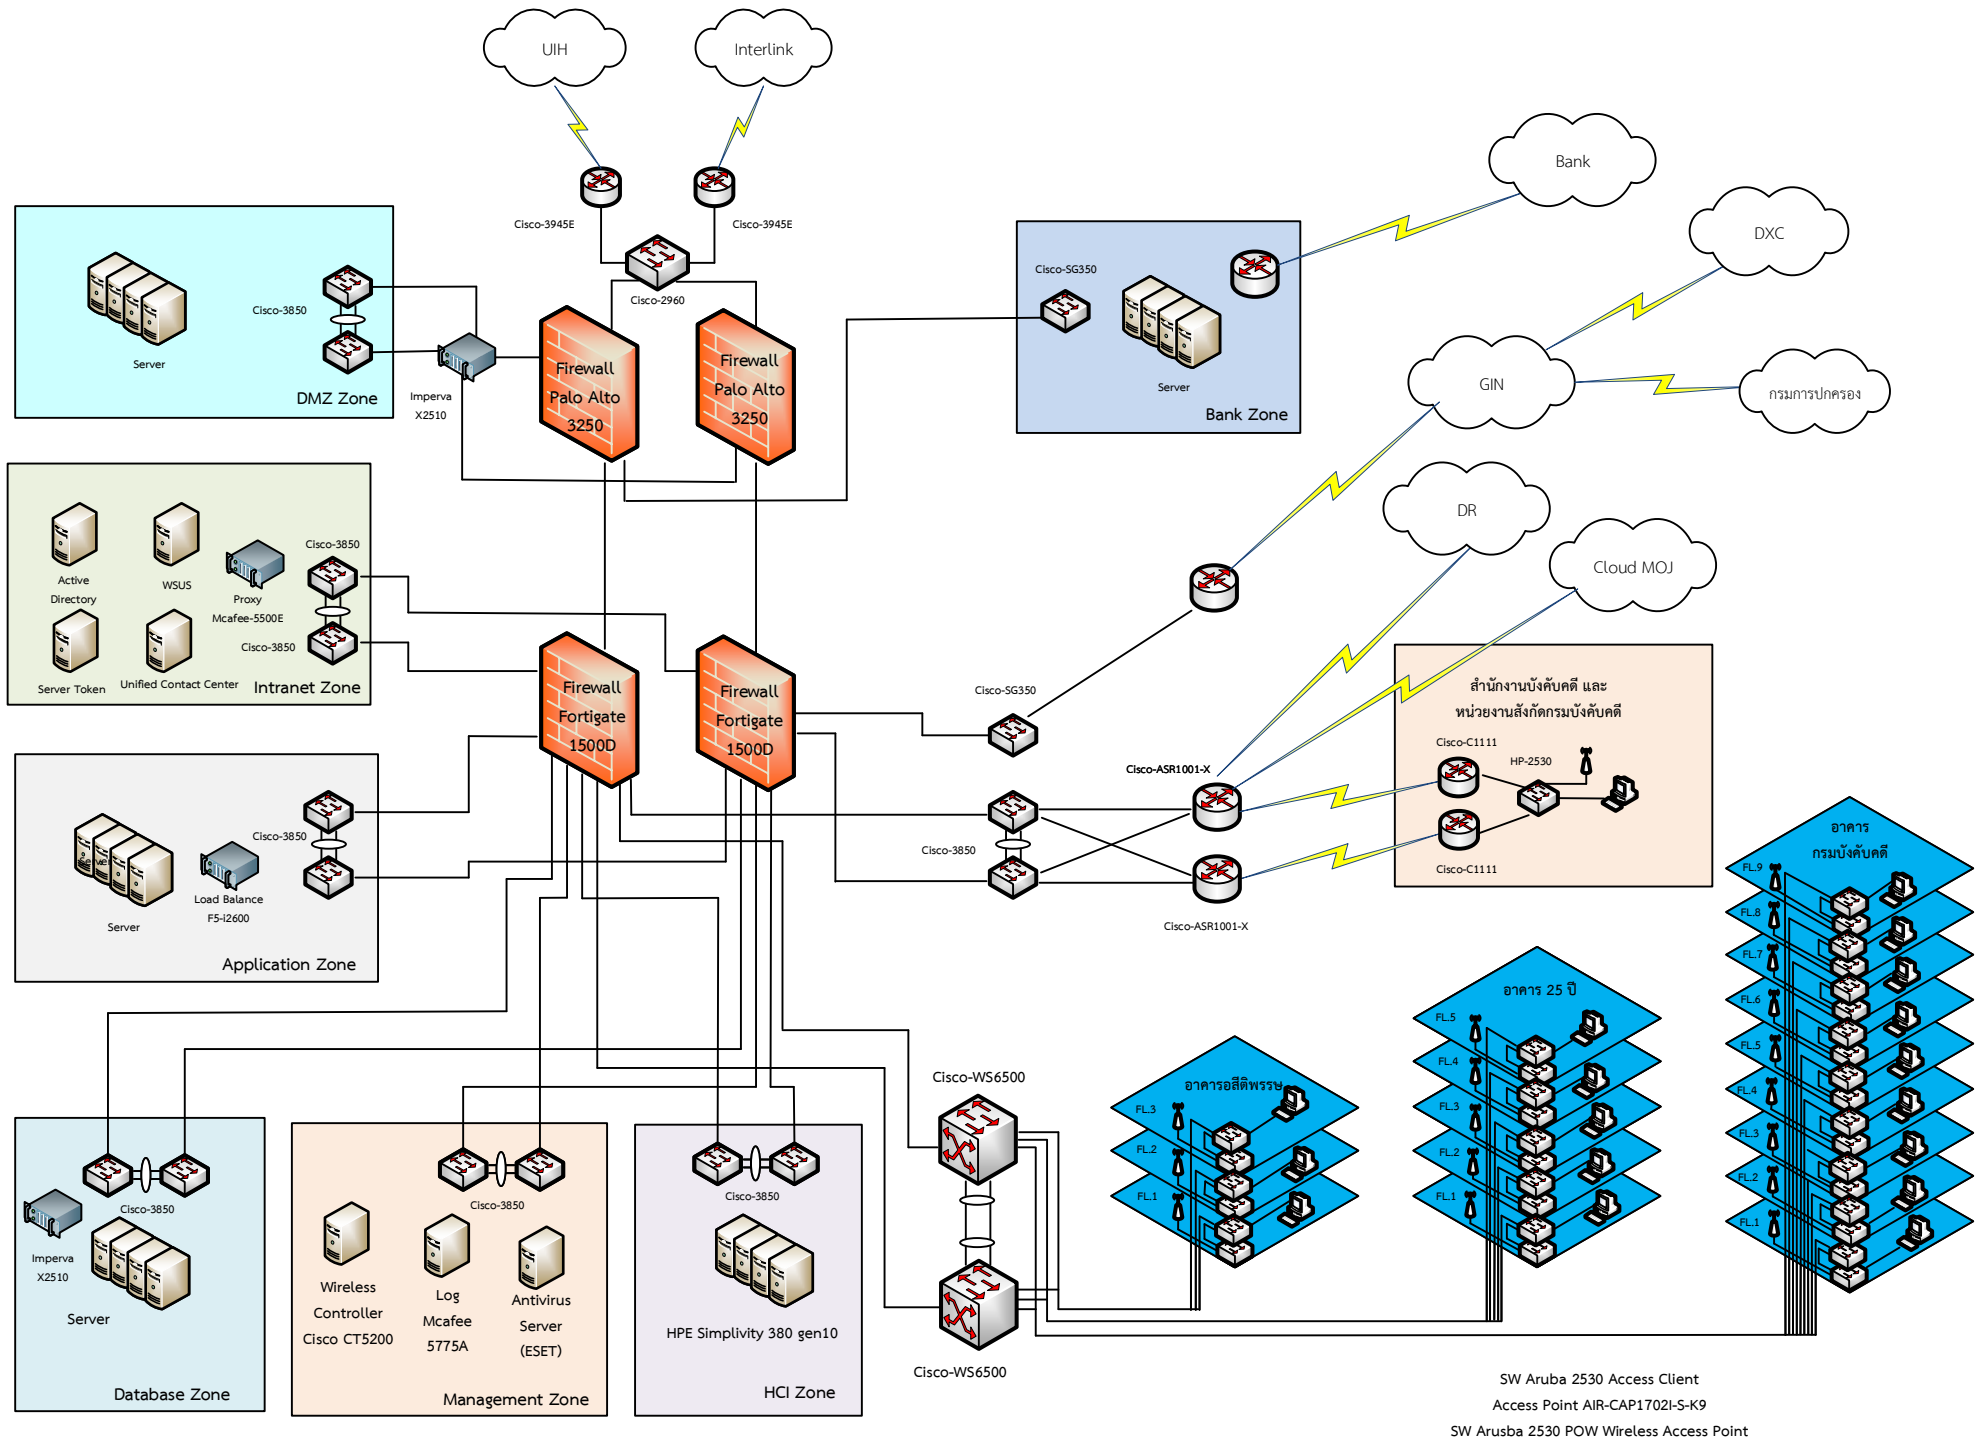 UIH
Interlink
Cisco-3945E
Cisco-3945E
Cisco-2960
Bank
DXC
GIN
กรมการปกครอง
DR
Cloud MOJ
Cisco-3850
Server
DMZ Zone
Imperva
X2510
Firewall
Palo Alto
3250
Firewall
Palo Alto
3250
Cisco-SG350
Server
Bank Zone
Active
Directory
WSUS
Proxy
Mcafee-5500E
Cisco-3850
Cisco-3850
Server Token
Unified Contact Center
Intranet Zone
Firewall
Fortigate
1500D
Firewall
Fortigate
1500D
Cisco-SG350
Cisco-ASR1001-X
Cisco-3850
Cisco-ASR1001-X
สำนักงานบังคับคดี และ
หน่วยงานสังกัดกรมบังคับคดี
Cisco-C1111
HP-2530
Cisco-C1111
Cisco-3850
Server
Load Balance
F5-i2600
Server
Application Zone
Cisco-3850
Imperva
X2510
Server
Database Zone
Cisco-3850
Wireless
Controller
Cisco CT5200
Log
Mcafee
5775A
Antivirus
Server
(ESET)
Management Zone
Cisco-3850
HPE Simplivity 380 gen10
HCI Zone
Cisco-WS6500
Cisco-WS6500
อาคารอสีติพรรษ
FL.3
FL.2
FL.1
อาคาร 25 ปี
FL.5
FL.4
FL.3
FL.2
FL.1
อาคาร
กรมบังคับคดี
FL.9
FL.8
FL.7
FL.6
FL.5
FL.4
FL.3
FL.2
FL.1
SW Aruba 2530 Access Client
Access Point AIR-CAP1702I-S-K9
SW Arusba 2530 POW Wireless Access Point